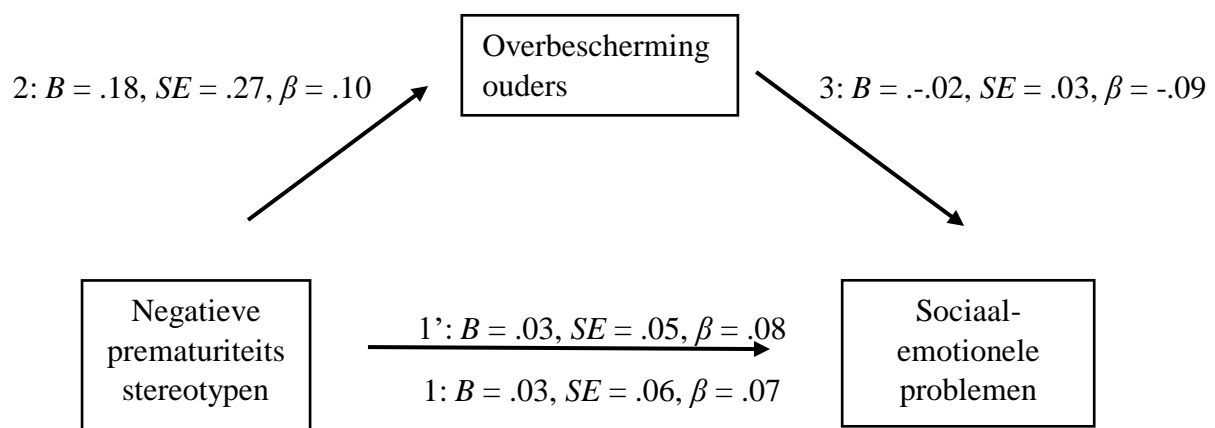 Overbescherming
ouders
2: B = .18, SE = .27, β = .10
3: B = .-.02, SE = .03, β = -.09
Negatieve
prematuriteits
stereotypen
1’: B = .03, SE = .05, β = .08
1: B = .03, SE = .06, β = .07
Sociaal-
emotionele
problemen